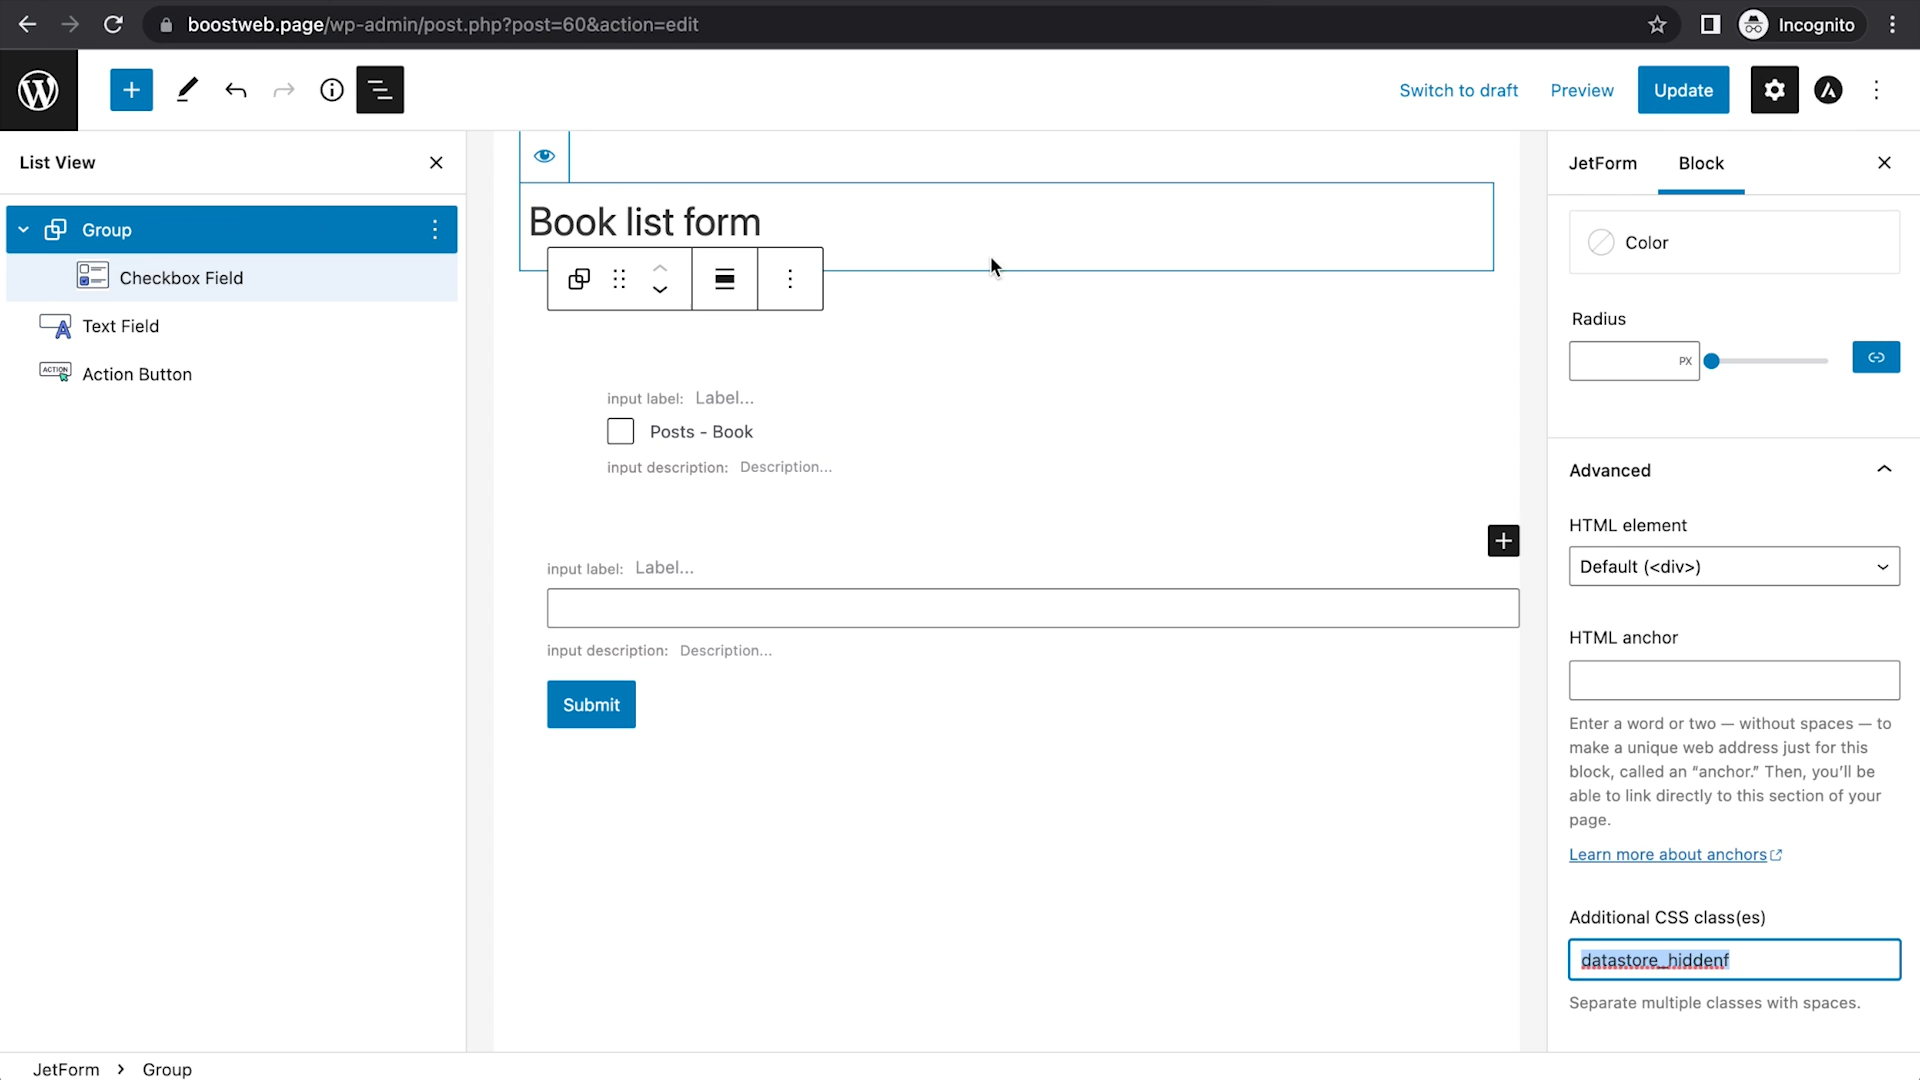 boostweb.page/wp-admin/post.php?post=60&action=edit
Incognito
Switch to draft
Preview
Update
List View
Group
Checkbox Field
Text Field
ACTION
Action Button
Book list form
input label: Label...
Posts - Book
input description: Description...
input label: Label...
input description: Description...
Submit
JetForm
Block
Color
Radius
PX
Advanced
HTML element
Default (<div>)
HTML anchor
Enter a word or two — without spaces — to
make a unique web address just for this
block, called an “anchor.” Then, you’ll be
able to link directly to this section of your
page.
Learn more about anchors
Additional CSS class(es)
datastore_hiddenf
Separate multiple classes with spaces.
JetForm > Group